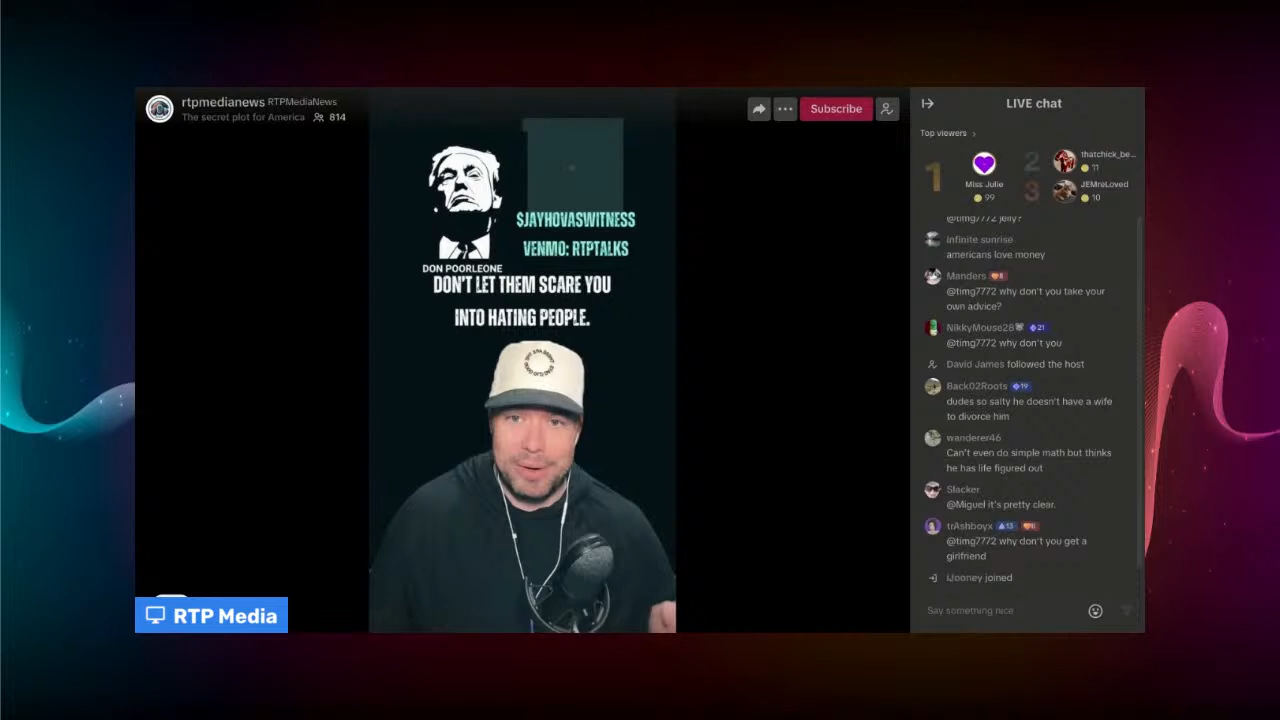 rtpmedianews RTPMediaNews
The secret plot for America 814
Subscribe
$JAYHOVASWITNESS
VENMO: RTPTALKS
DON POORLEONE
DON'T LET THEM SCARE YOU
INTO HATING PEOPLE.
RTP Media
LIVE chat
Top viewers
1
Miss Julie
99
2
thatchick_be...
11
3
JEMreLoved
10
@timg7772 jelly?
Infinite sunrise
americans love money
Manders
@timg7772 why don't you take your
own advice?
NikkyMouse28 21
@timg7772 why don't you
David James followed the host
Back02Roots 19
dudes so salty he doesn't have a wife
to divorce him
wanderer46
Can't even do simple math but thinks
he has life figured out
Slacker
@Miguel it's pretty clear.
trAshboyx 13
@timg7772 why don't you get a
girlfriend
joined
Say something nice